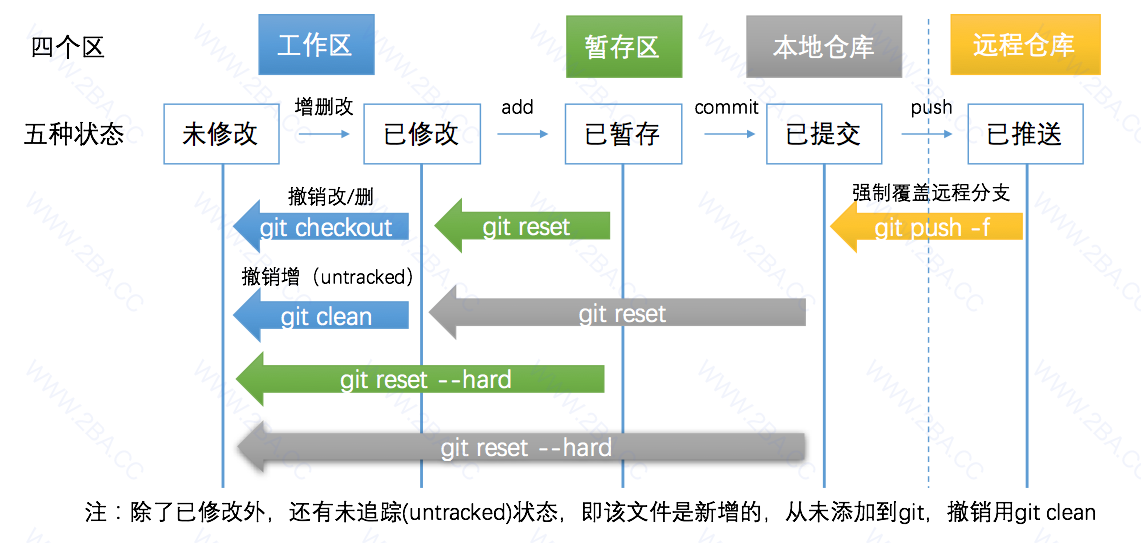 四个区 工作区 暂存区 本地仓库 远程仓库
增删改 add commit push
五种状态 未修改 已修改 已暂存 已提交 已推送
撤销改/删 强制覆盖远程分支
git checkout git reset git push -f
撤销增（untracked）
git clean git reset
git reset --hard
git reset --hard
注：除了已修改外，还有未追踪(untracked)状态，即该文件是新增的，从未添加到git，撤销用git clean
WWW.2BA.CC